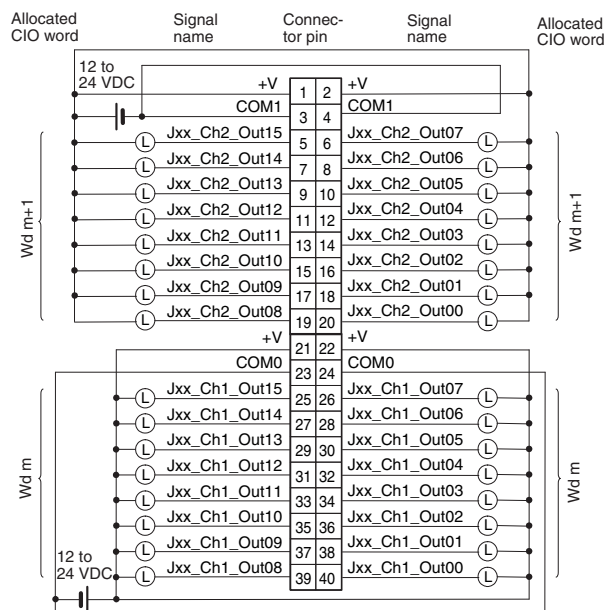 Allocated
CIO word
Signal
name
Connec-
tor pin
Signal
name
Allocated
CIO word
12 to
24 VDC
+V 1 2 +V
COM1 3 4 COM1
L Jxx_Ch2_Out15 5 6 Jxx_Ch2_Out07 L
L Jxx_Ch2_Out14 7 8 Jxx_Ch2_Out06 L
L Jxx_Ch2_Out13 9 10 Jxx_Ch2_Out05 L
L Jxx_Ch2_Out12 11 12 Jxx_Ch2_Out04 L
L Jxx_Ch2_Out11 13 14 Jxx_Ch2_Out03 L
L Jxx_Ch2_Out10 15 16 Jxx_Ch2_Out02 L
L Jxx_Ch2_Out09 17 18 Jxx_Ch2_Out01 L
L Jxx_Ch2_Out08 19 20 Jxx_Ch2_Out00 L
Wd m+1
Wd m+1
+V 21 22 +V
COM0 23 24 COM0
L Jxx_Ch1_Out15 25 26 Jxx_Ch1_Out07 L
L Jxx_Ch1_Out14 27 28 Jxx_Ch1_Out06 L
L Jxx_Ch1_Out13 29 30 Jxx_Ch1_Out05 L
L Jxx_Ch1_Out12 31 32 Jxx_Ch1_Out04 L
L Jxx_Ch1_Out11 33 34 Jxx_Ch1_Out03 L
L Jxx_Ch1_Out10 35 36 Jxx_Ch1_Out02 L
L Jxx_Ch1_Out09 37 38 Jxx_Ch1_Out01 L
L Jxx_Ch1_Out08 39 40 Jxx_Ch1_Out00 L
Wd m
Wd m
12 to
24 VDC